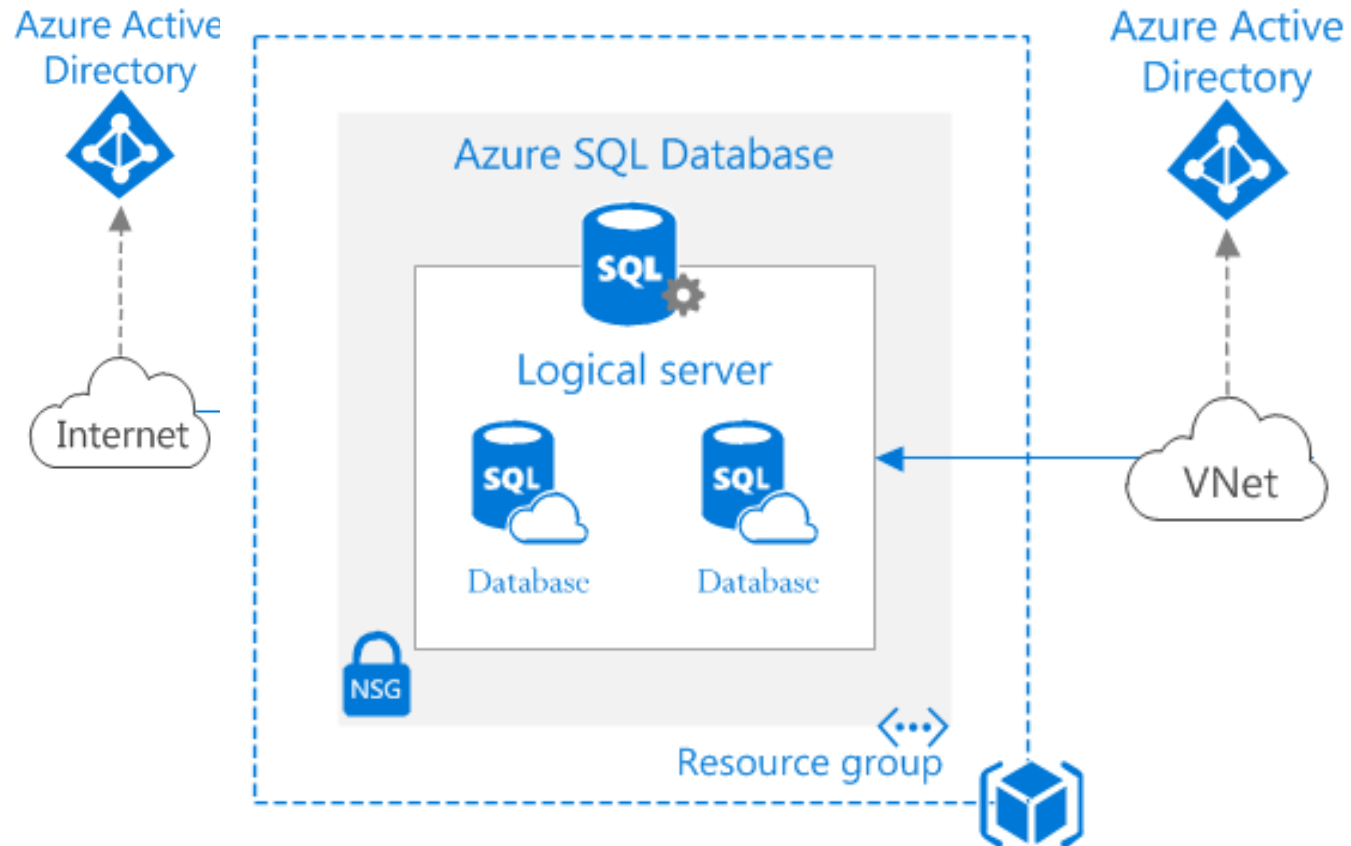 Azure Active
Directory
Azure Active
Directory
Azure SQL Database
SQL
Logical server
Internet
SQL
SQL
VNet
Database
Database
NSG
Resource group